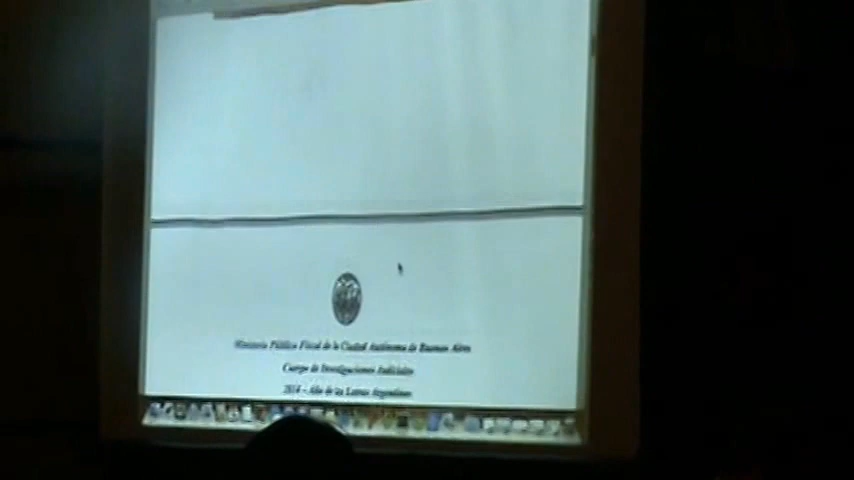 Ministerio Público Fiscal de la Ciudad Autónoma de Buenos Aires
Cuerpo de Investigaciones Judiciales
2014 - Año de las Letras Argentinas